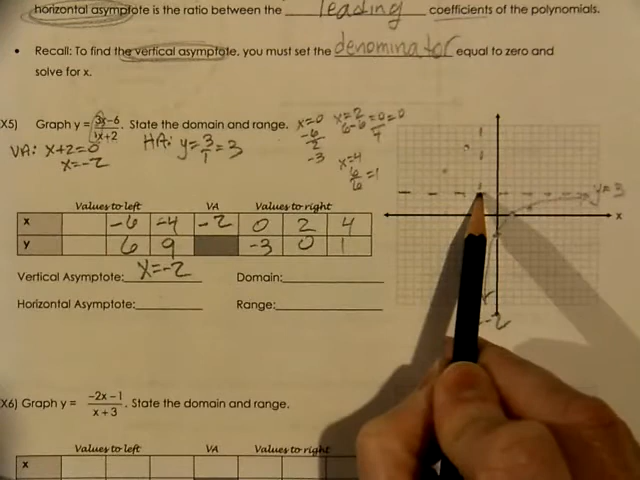 horizontal asymptote is the ratio between the leading coefficients of the polynomials.
• Recall: To find the vertical asymptote, you must set the denominator equal to zero and
solve for x.
X5) Graph y = 3x-6/1x+2. State the domain and range.
VA: x+2=0
x=-2
HA: y=3/1=3
x=0
-6/2
-3
x=2
6-6/4=0=0
x=4
6/6=1
y=3
x
-2
Values to left VA Values to right
x -6 -4 -2 0 2 4
y 6 9 -3 0 1
Vertical Asymptote: x=-2 Domain:
Horizontal Asymptote: Range:
X6) Graph y = -2x-1/x+3. State the domain and range.
Values to left VA Values to right
x